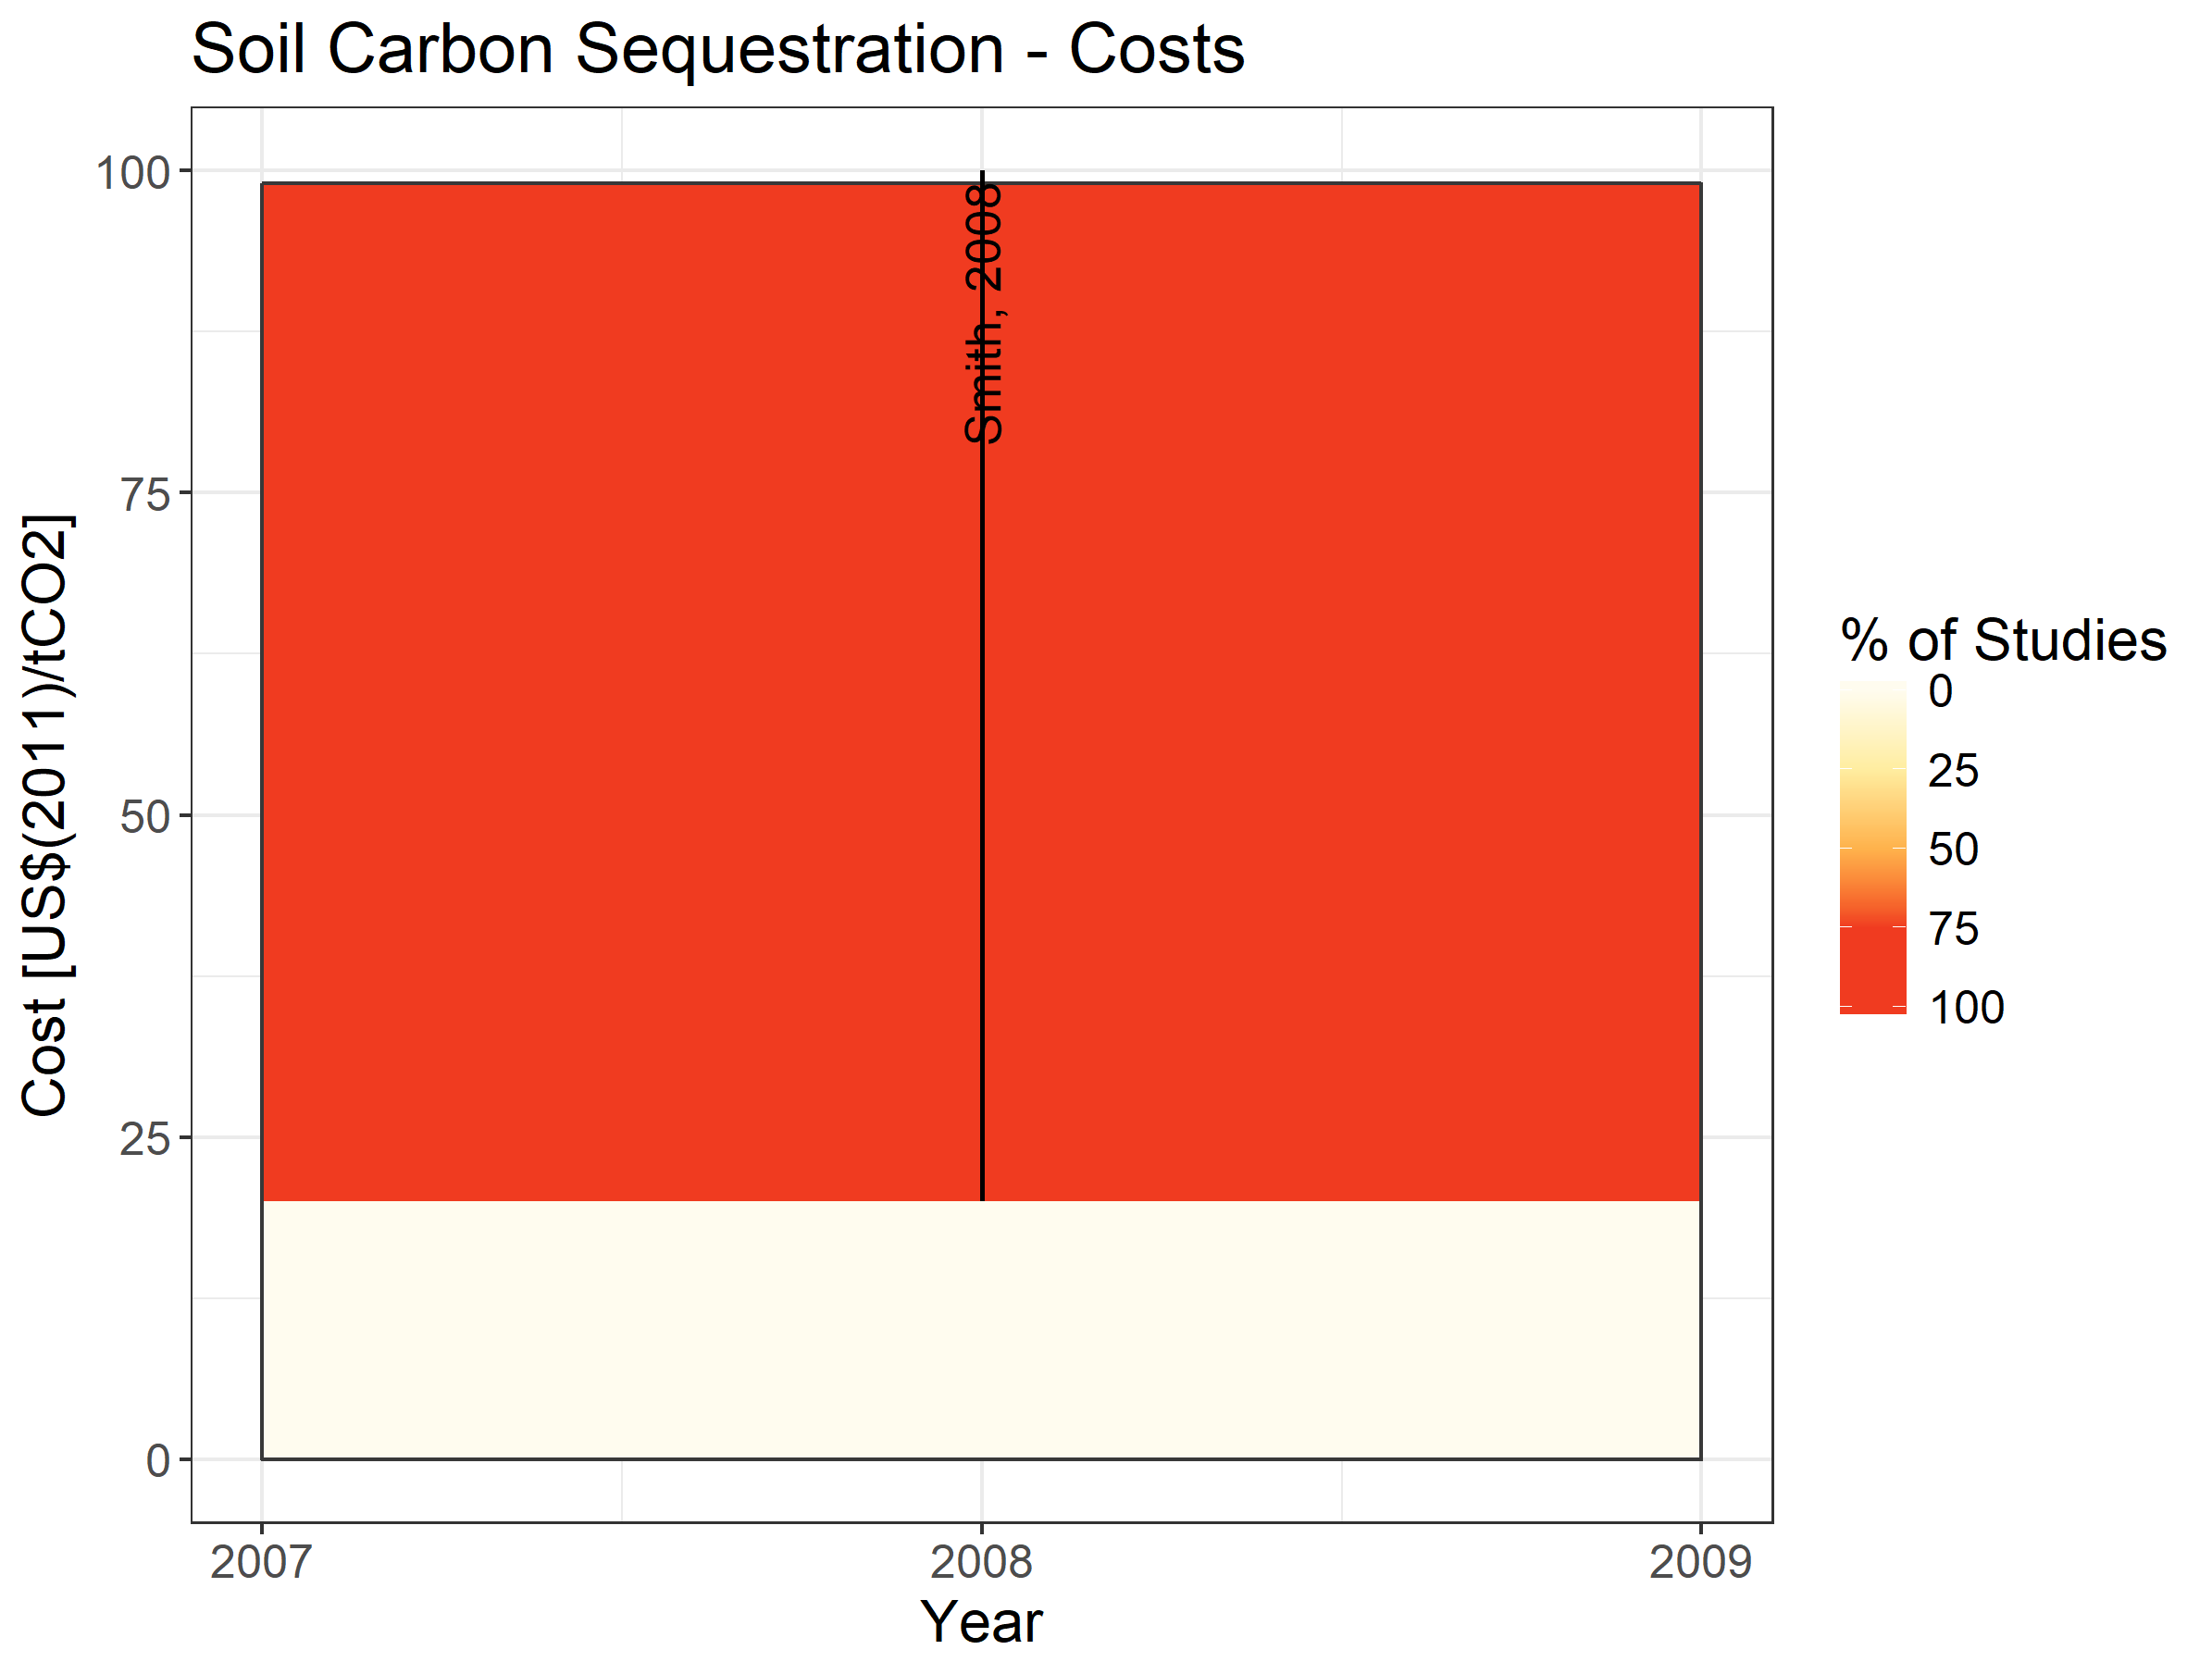 Soil Carbon Sequestration - Costs
Cost [US$(2011)/tCO2]
100
75
50
25
0
Smith, 2008
2007
2008
2009
Year
% of Studies
0
25
50
75
100